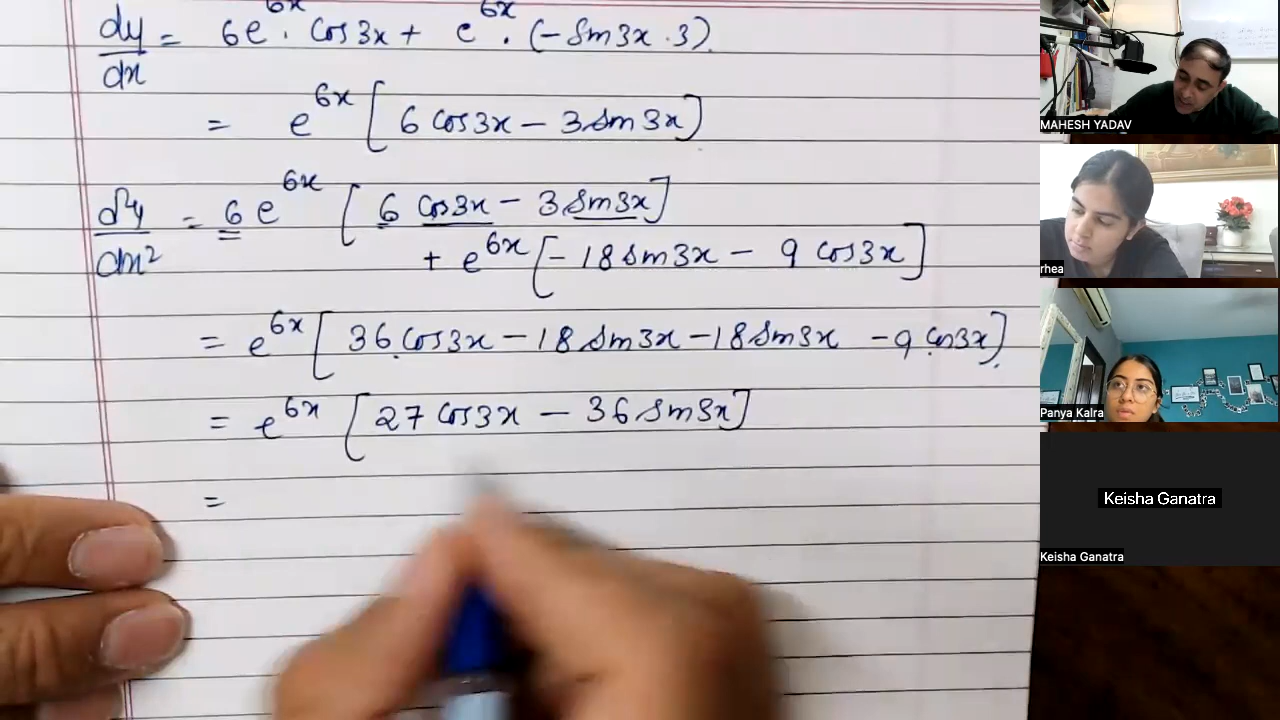 dy/dx = 6e^6x . cos3x + e^6x . (-sin3x . 3).
= e^6x [ 6 cos3x - 3 sin3x ]
d²y/dx² = 6 e^6x [ 6 cos3x - 3 sin3x ]
+ e^6x [ - 18 sin3x - 9 cos3x ]
= e^6x [ 36 cos3x - 18 sin3x - 18 sin3x - 9 cos3x ]
= e^6x [ 27 cos3x - 36 sin3x ]
=
MAHESH YADAV
rhea
Panya Kalra
Keisha Ganatra
Keisha Ganatra